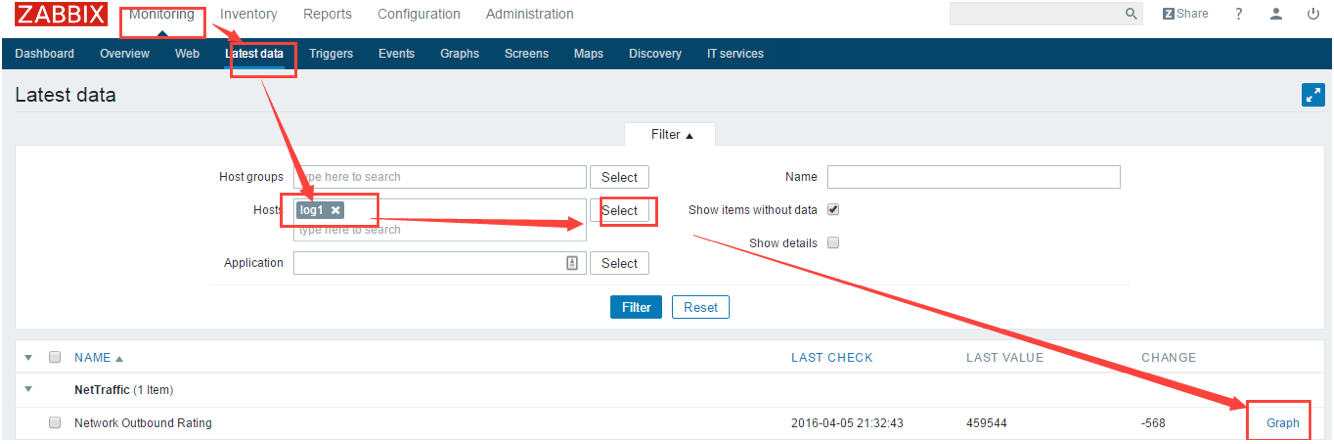 ZABBIX Monitoring Inventory Reports Configuration Administration Z Share ?
Dashboard Overview Web Latest data Triggers Events Graphs Screens Maps Discovery IT services
Latest data
Filter ▲
Host groups type here to search Select Name
Hosts log1 × Select Show items without data
type here to search
Show details
Application Select
Filter Reset
NAME ▲ LAST CHECK LAST VALUE CHANGE
NetTraffic (1 Item)
Network Outbound Rating 2016-04-05 21:32:43 459544 -568 Graph